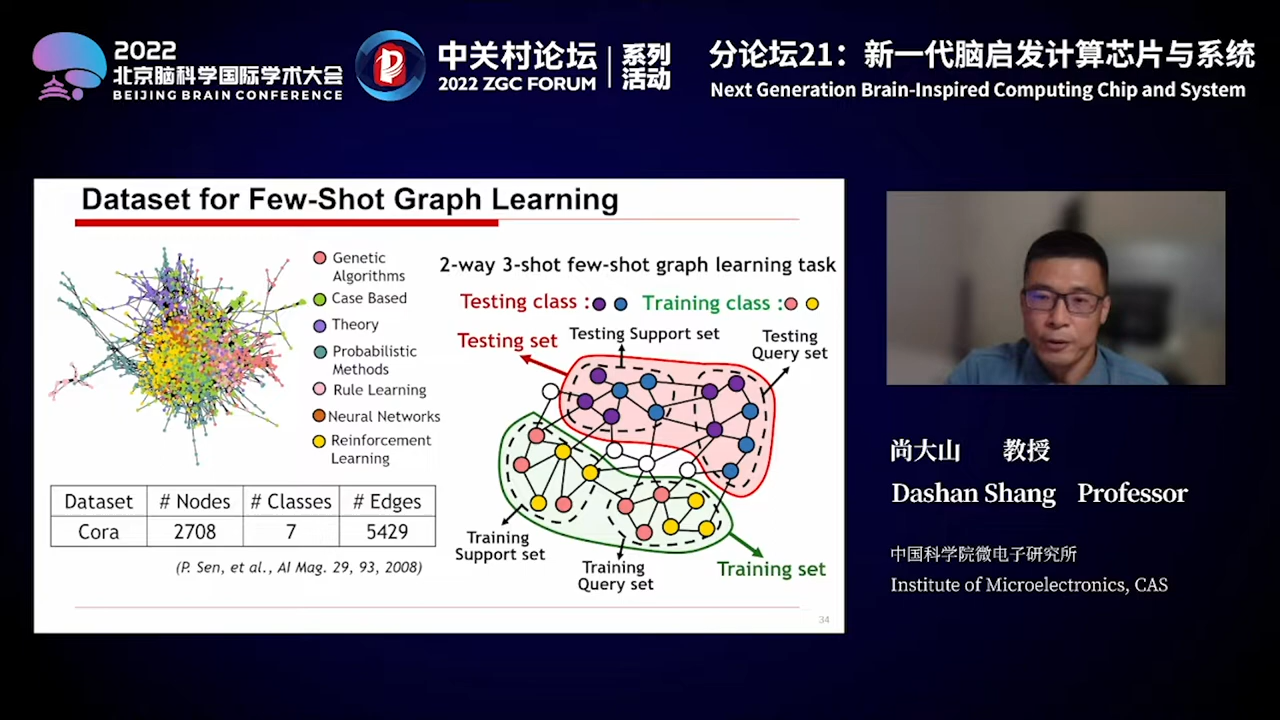 2022
北京脑科学国际学术大会
BEIJING BRAIN CONFERENCE
中关村论坛
2022 ZGC FORUM
系列
活动
分论坛21：新一代脑启发计算芯片与系统
Next Generation Brain-Inspired Computing Chip and System
Dataset for Few-Shot Graph Learning
Genetic
Algorithms
Case Based
Theory
Probabilistic
Methods
Rule Learning
Neural Networks
Reinforcement
Learning
Dataset # Nodes # Classes # Edges
Cora 2708 7 5429
(P. Sen, et al., AI Mag. 29, 93, 2008)
2-way 3-shot few-shot graph learning task
Testing class : Training class :
Testing set
Testing Support set
Testing
Query set
Training
Support set
Training
Query set
Training set
34
尚大山 教授
Dashan Shang Professor
中国科学院微电子研究所
Institute of Microelectronics, CAS